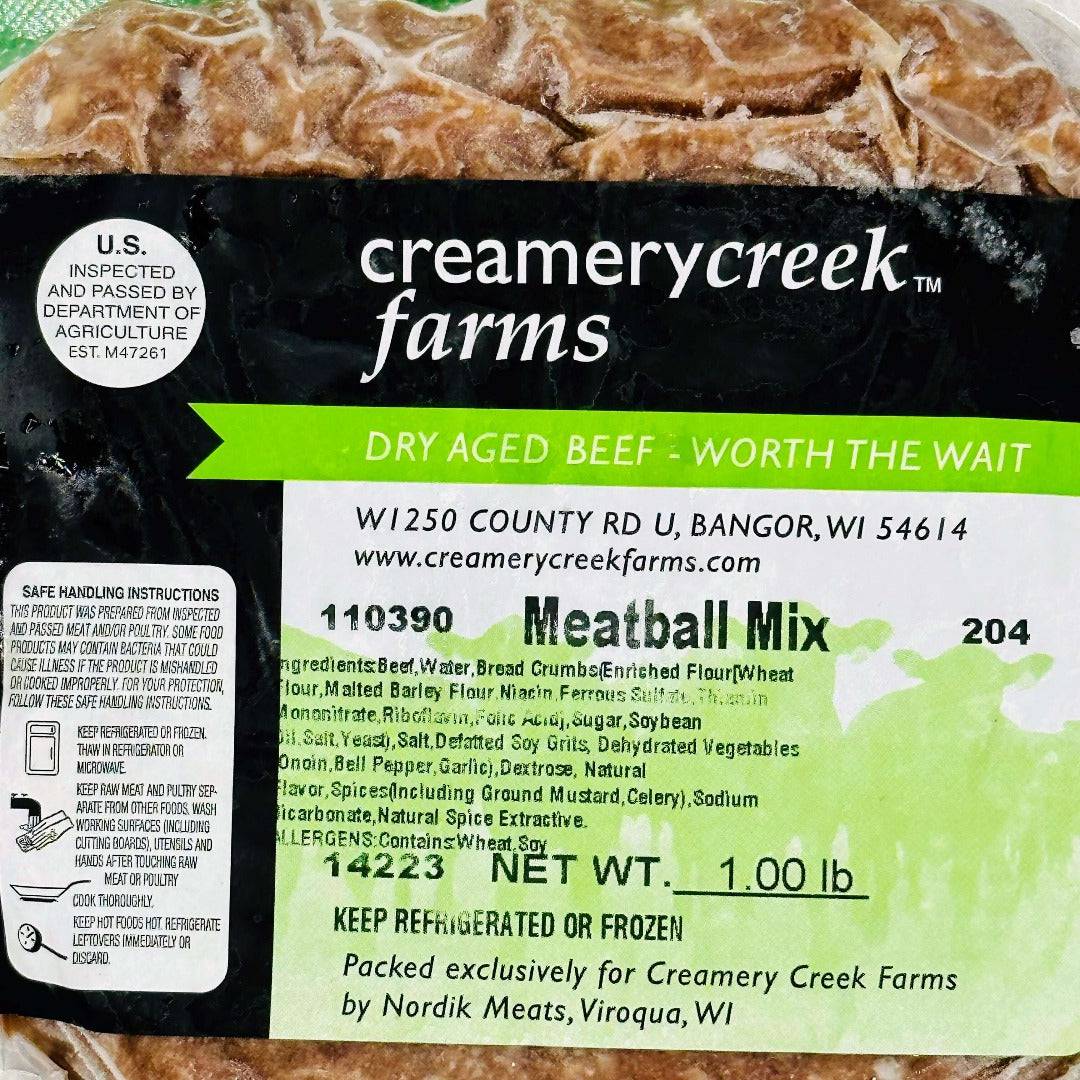 U.S.
INSPECTED
AND PASSED BY
DEPARTMENT OF
AGRICULTURE
EST. M47261
creamerycreek™
farms
DRY AGED BEEF - WORTH THE WAIT
W1250 COUNTY RD U, BANGOR, WI 54614
www.creamerycreekfarms.com
110390 Meatball Mix 204
ngredients:Beef,Water,Bread Crumbs(Enriched Flour[Wheat
lour,Malted Barley Flour,Niacin,Ferrous Sulfate,Thiamin
Mononitrate,Riboflavin,Folic Acid],Sugar,Soybean
Oil,Salt,Yeast),Salt,Defatted Soy Grits, Dehydrated Vegetables
Onoin,Bell Pepper,Garlic),Dextrose, Natural
Flavor,Spices(Including Ground Mustard,Celery),Sodium
icarbonate,Natural Spice Extractive.
ALLERGENS:Contains:Wheat,Soy
14223 NET WT. 1.00 lb
KEEP REFRIGERATED OR FROZEN
Packed exclusively for Creamery Creek Farms
by Nordik Meats, Viroqua, WI
SAFE HANDLING INSTRUCTIONS
THIS PRODUCT WAS PREPARED FROM INSPECTED
AND PASSED MEAT AND/OR POULTRY. SOME FOOD
PRODUCTS MAY CONTAIN BACTERIA THAT COULD
CAUSE ILLNESS IF THE PRODUCT IS MISHANDLED
OR COOKED IMPROPERLY. FOR YOUR PROTECTION,
FOLLOW THESE SAFE HANDLING INSTRUCTIONS.
KEEP REFRIGERATED OR FROZEN.
THAW IN REFRIGERATOR OR
MICROWAVE.
KEEP RAW MEAT AND PULTRY SEP-
ARATE FROM OTHER FOODS. WASH
WORKING SURFACES (INCLUDING
CUTTING BOARDS), UTENSILS AND
HANDS AFTER TOUCHING RAW
MEAT OR POULTRY
COOK THOROUGHLY.
KEEP HOT FOODS HOT. REFRIGERATE
LEFTOVERS IMMEDIATELY OR
DISCARD.